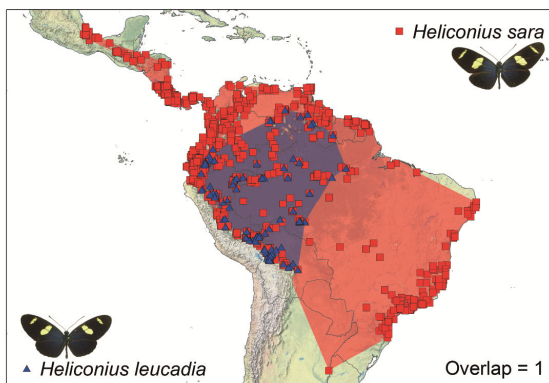 Heliconius sara
Heliconius leucadia
Overlap = 1